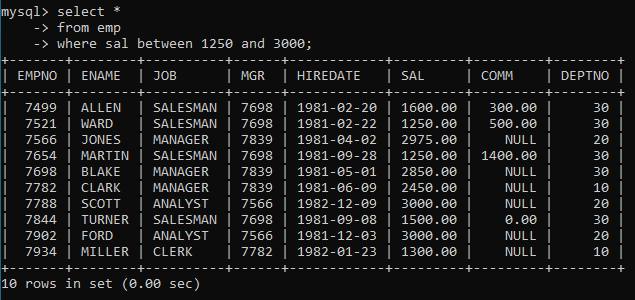 mysql> select *
    -> from emp
    -> where sal between 1250 and 3000;
+-------+--------+----------+------+------------+---------+---------+--------+
| EMPNO | ENAME  | JOB      | MGR  | HIREDATE   | SAL     | COMM    | DEPTNO |
+-------+--------+----------+------+------------+---------+---------+--------+
|  7499 | ALLEN  | SALESMAN | 7698 | 1981-02-20 | 1600.00 |  300.00 |     30 |
|  7521 | WARD   | SALESMAN | 7698 | 1981-02-22 | 1250.00 |  500.00 |     30 |
|  7566 | JONES  | MANAGER  | 7839 | 1981-04-02 | 2975.00 |    NULL |     20 |
|  7654 | MARTIN | SALESMAN | 7698 | 1981-09-28 | 1250.00 | 1400.00 |     30 |
|  7698 | BLAKE  | MANAGER  | 7839 | 1981-05-01 | 2850.00 |    NULL |     30 |
|  7782 | CLARK  | MANAGER  | 7839 | 1981-06-09 | 2450.00 |    NULL |     10 |
|  7788 | SCOTT  | ANALYST  | 7566 | 1982-12-09 | 3000.00 |    NULL |     20 |
|  7844 | TURNER | SALESMAN | 7698 | 1981-09-08 | 1500.00 |    0.00 |     30 |
|  7902 | FORD   | ANALYST  | 7566 | 1981-12-03 | 3000.00 |    NULL |     20 |
|  7934 | MILLER | CLERK    | 7782 | 1982-01-23 | 1300.00 |    NULL |     10 |
+-------+--------+----------+------+------------+---------+---------+--------+
10 rows in set (0.00 sec)